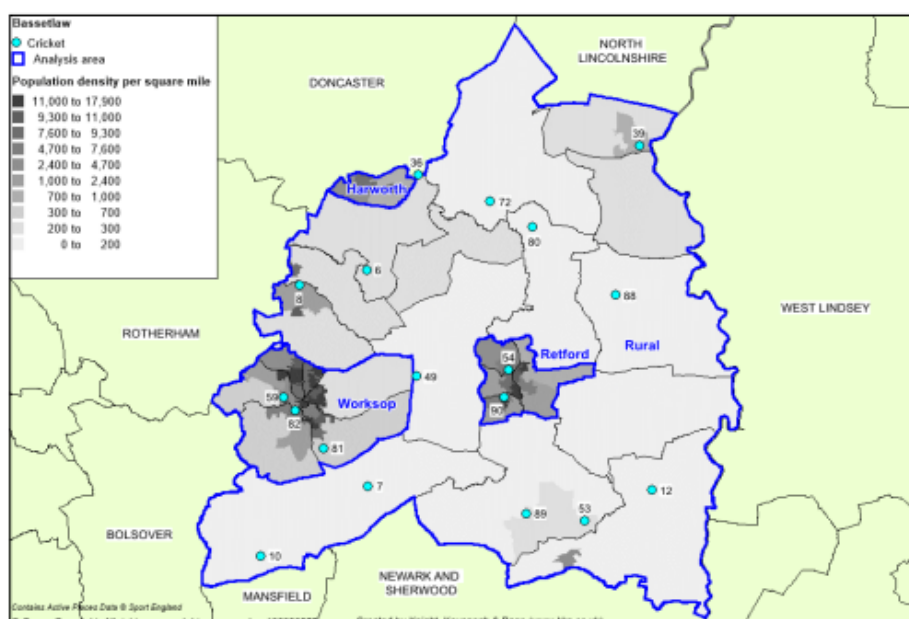 Bassetlaw
Cricket
Analysis area
Population density per square mile
11,000 to 17,900
9,300 to 11,000
7,600 to 9,300
4,700 to 7,600
2,400 to 4,700
1,000 to 2,400
700 to 1,000
300 to 700
200 to 300
0 to 200
NORTH
LINCOLNSHIRE
DONCASTER
39
36
Harworth
72
80
6
8
88
WEST LINDSEY
ROTHERHAM
54
Retford
Rural
49
59
Worksop
90
82
81
7
12
89
53
BOLSOVER
10
NEWARK AND
SHERWOOD
MANSFIELD
Contains Active Places Data © Sport England